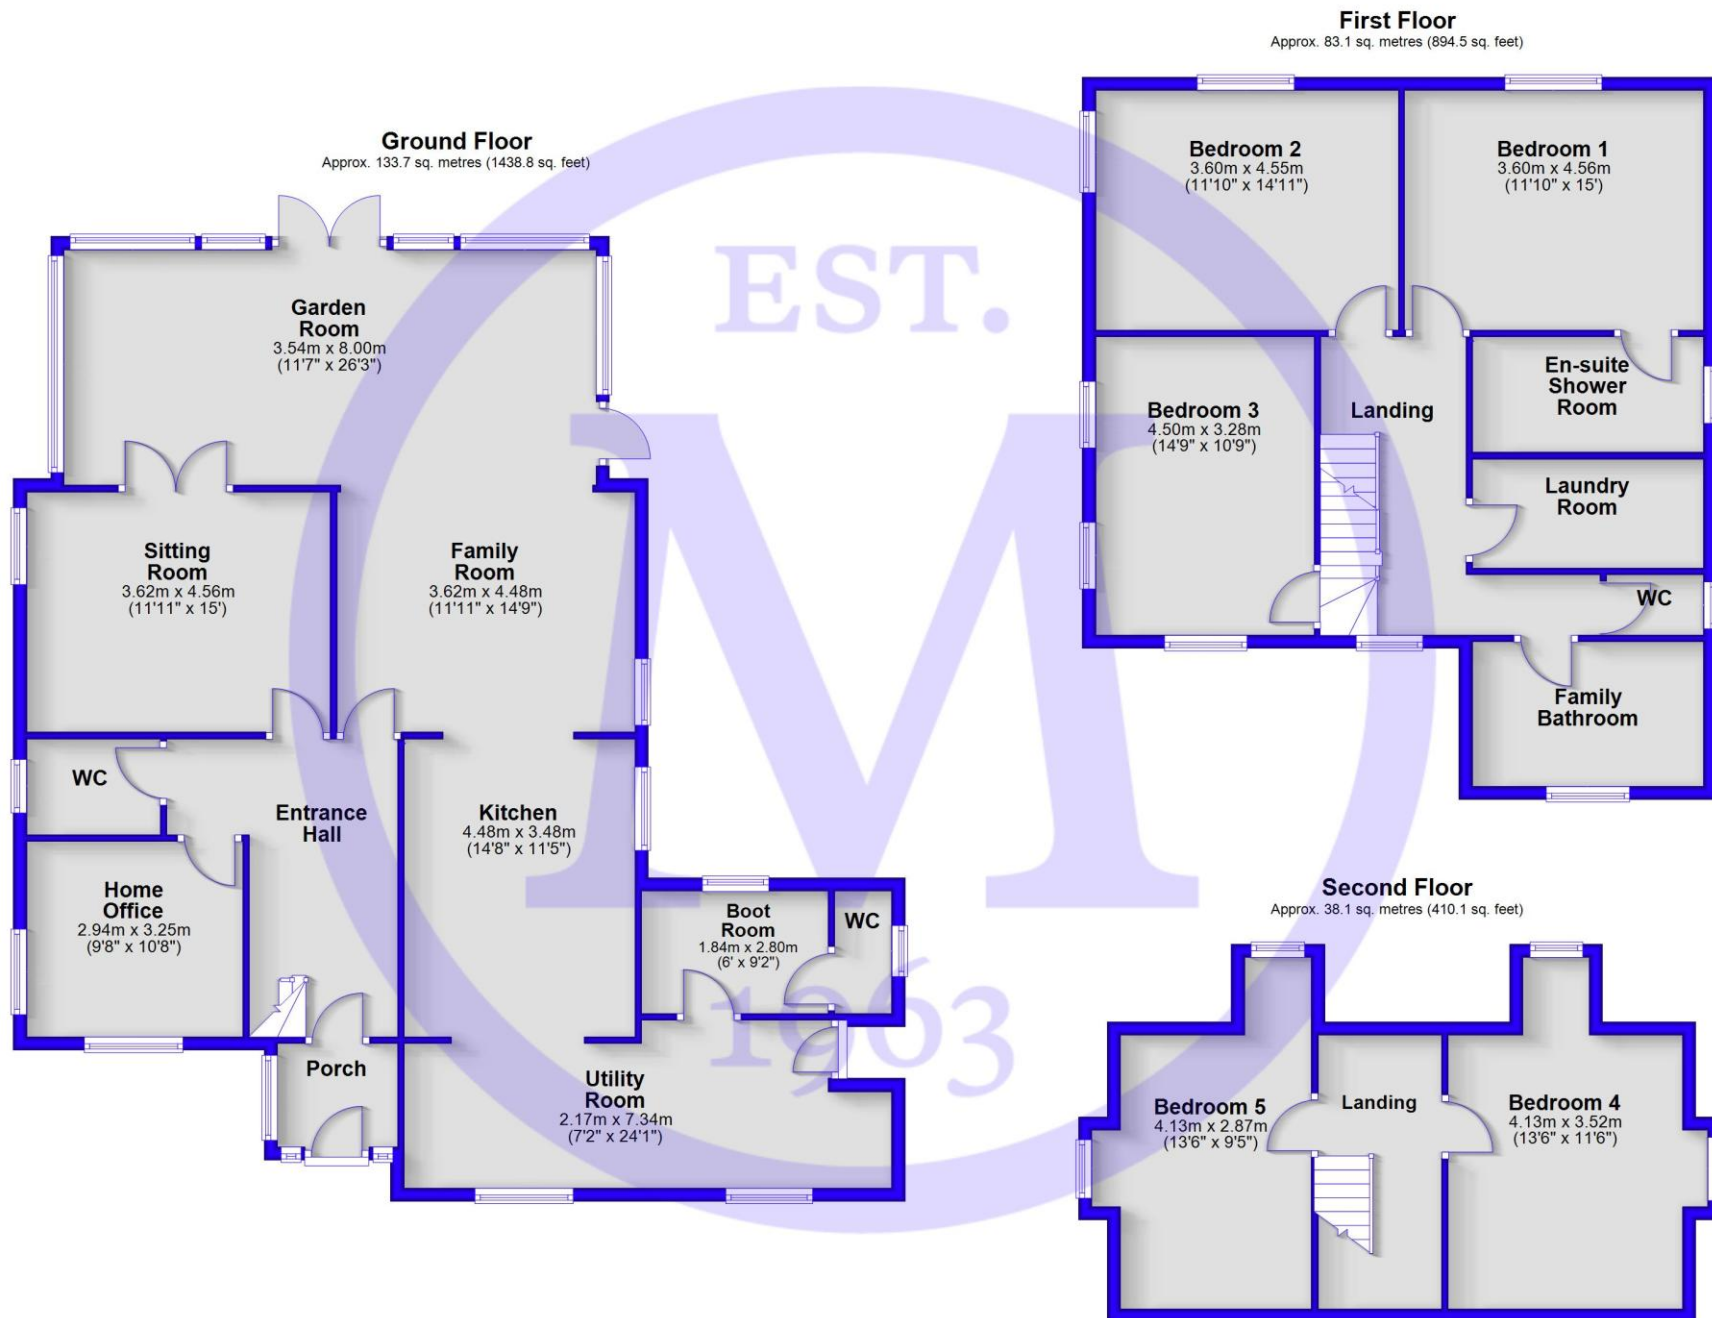 Ground Floor
Approx. 133.7 sq. metres (1438.8 sq. feet)
Garden
Room
3.54m x 8.00m
(11'7" x 26'3")
Sitting
Room
3.62m x 4.56m
(11'11" x 15')
Family
Room
3.62m x 4.48m
(11'11" x 14'9")
WC
Entrance
Hall
Kitchen
4.48m x 3.48m
(14'8" x 11'5")
Home
Office
2.94m x 3.25m
(9'8" x 10'8")
Boot
Room
1.84m x 2.80m
(6' x 9'2")
WC
Porch
Utility
Room
2.17m x 7.34m
(7'2" x 24'1")
First Floor
Approx. 83.1 sq. metres (894.5 sq. feet)
Bedroom 2
3.60m x 4.55m
(11'10" x 14'11")
Bedroom 1
3.60m x 4.56m
(11'10" x 15')
Bedroom 3
4.50m x 3.28m
(14'9" x 10'9")
Landing
En-suite
Shower
Room
Laundry
Room
WC
Family
Bathroom
Second Floor
Approx. 38.1 sq. metres (410.1 sq. feet)
Bedroom 5
4.13m x 2.87m
(13'6" x 9'5")
Landing
Bedroom 4
4.13m x 3.52m
(13'6" x 11'6")
EST.
M
1963